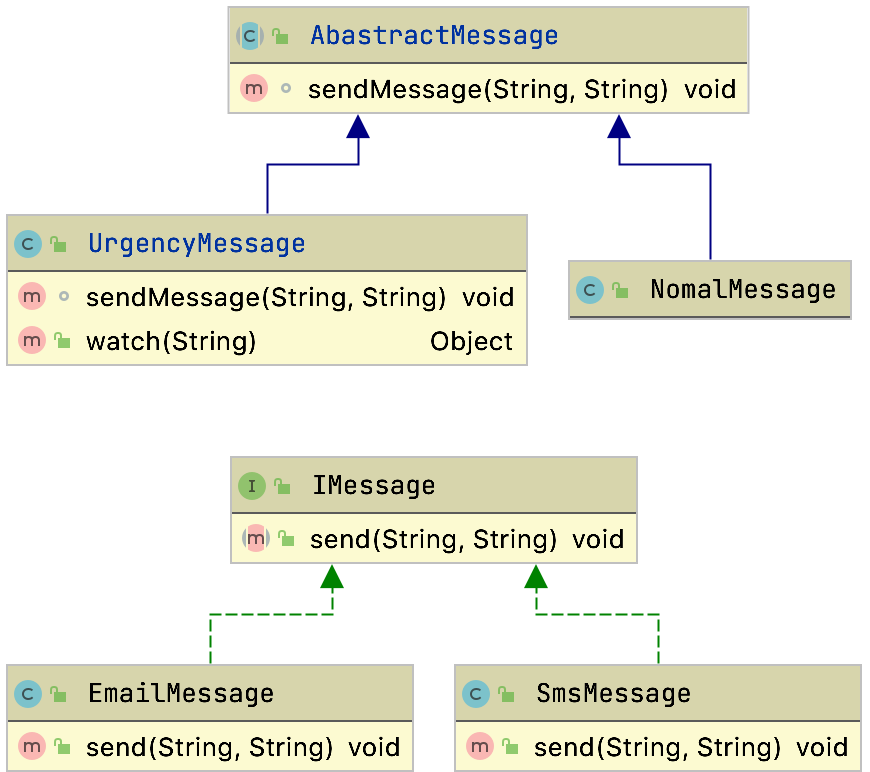 C AbastractMessage
m sendMessage(String, String) void
C UrgencyMessage
m sendMessage(String, String) void
m watch(String) Object
C NomalMessage
I IMessage
m send(String, String) void
C EmailMessage
m send(String, String) void
C SmsMessage
m send(String, String) void